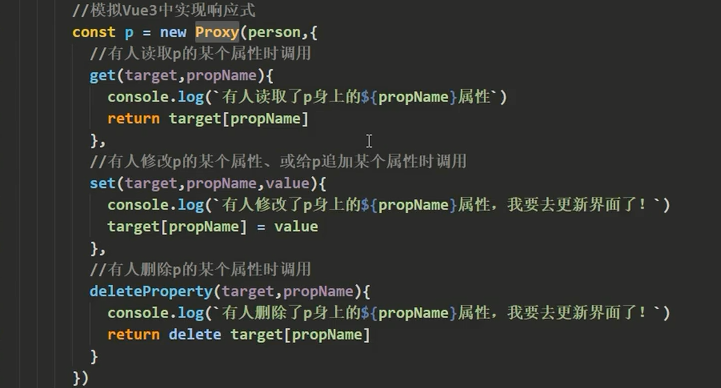 //模拟Vue3中实现响应式
const p = new Proxy(person,{
//有人读取p的某个属性时调用
get(target,propName){
console.log(`有人读取了p身上的${propName}属性`)
return target[propName]
},
//有人修改p的某个属性、或给p追加某个属性时调用
set(target,propName,value){
console.log(`有人修改了p身上的${propName}属性，我要去更新界面了！`)
target[propName] = value
},
//有人删除p的某个属性时调用
deleteProperty(target,propName){
console.log(`有人删除了p身上的${propName}属性，我要去更新界面了！`)
return delete target[propName]
}
})